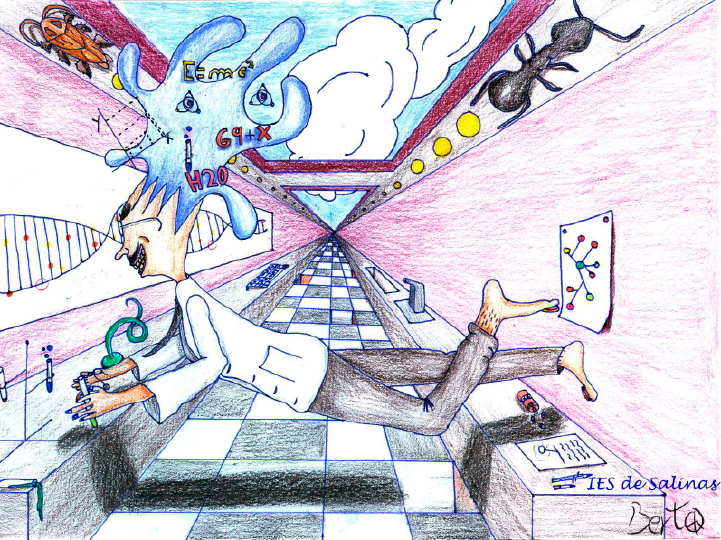 E=mc²
Y
X
G9+X
H2O
IES de Salinas
Berto